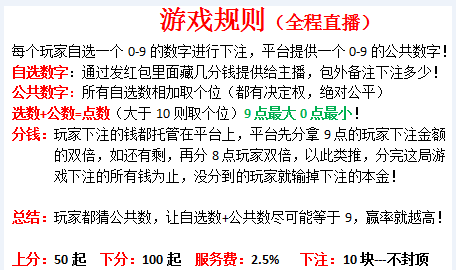 游戏规则（全程直播）
每个玩家自选一个 0-9 的数字进行下注，平台提供一个 0-9 的公共数字！
自选数字：通过发红包里面藏几分钱提供给主播，包外备注下注多少！
公共数字：所有自选数相加取个位（都有决定权，绝对公平）
选数+公数=点数（大于 10 则取个位）9 点最大 0 点最小！
分钱：玩家下注的钱都托管在平台上，平台先分拿 9 点的玩家下注金额
的双倍，如还有剩，再分 8 点玩家双倍，以此类推，分完这局游
戏下注的所有钱为止，没分到的玩家就输掉下注的本金！
总结：玩家都猜公共数，让自选数+公共数尽可能等于 9，赢率就越高！
上分：50 起 下分：100 起 服务费：2.5% 下注：10 块---不封顶